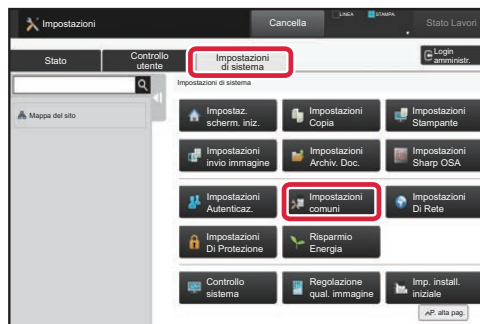 Impostazioni
Cancella
LINEA
STAMPA
Stato Lavori
Stato
Controllo
utente
Impostazioni
di sistema
Login
amministr.
Impostazioni di sistema
Mappa del sito
Impostaz.
scherm. iniz.
Impostazioni
Copia
Impostazioni
Stampante
Impostazioni
invio immagine
Impostazioni
Archiv. Doc.
Impostazioni
Sharp OSA
Impostazioni
Autenticaz.
Impostazioni
comuni
Impostazioni
Di Rete
Impostazioni
Di Protezione
Risparmio
Energia
Controllo
sistema
Regolazione
qual. immagine
Imp. install.
iniziale
P. alta pag.